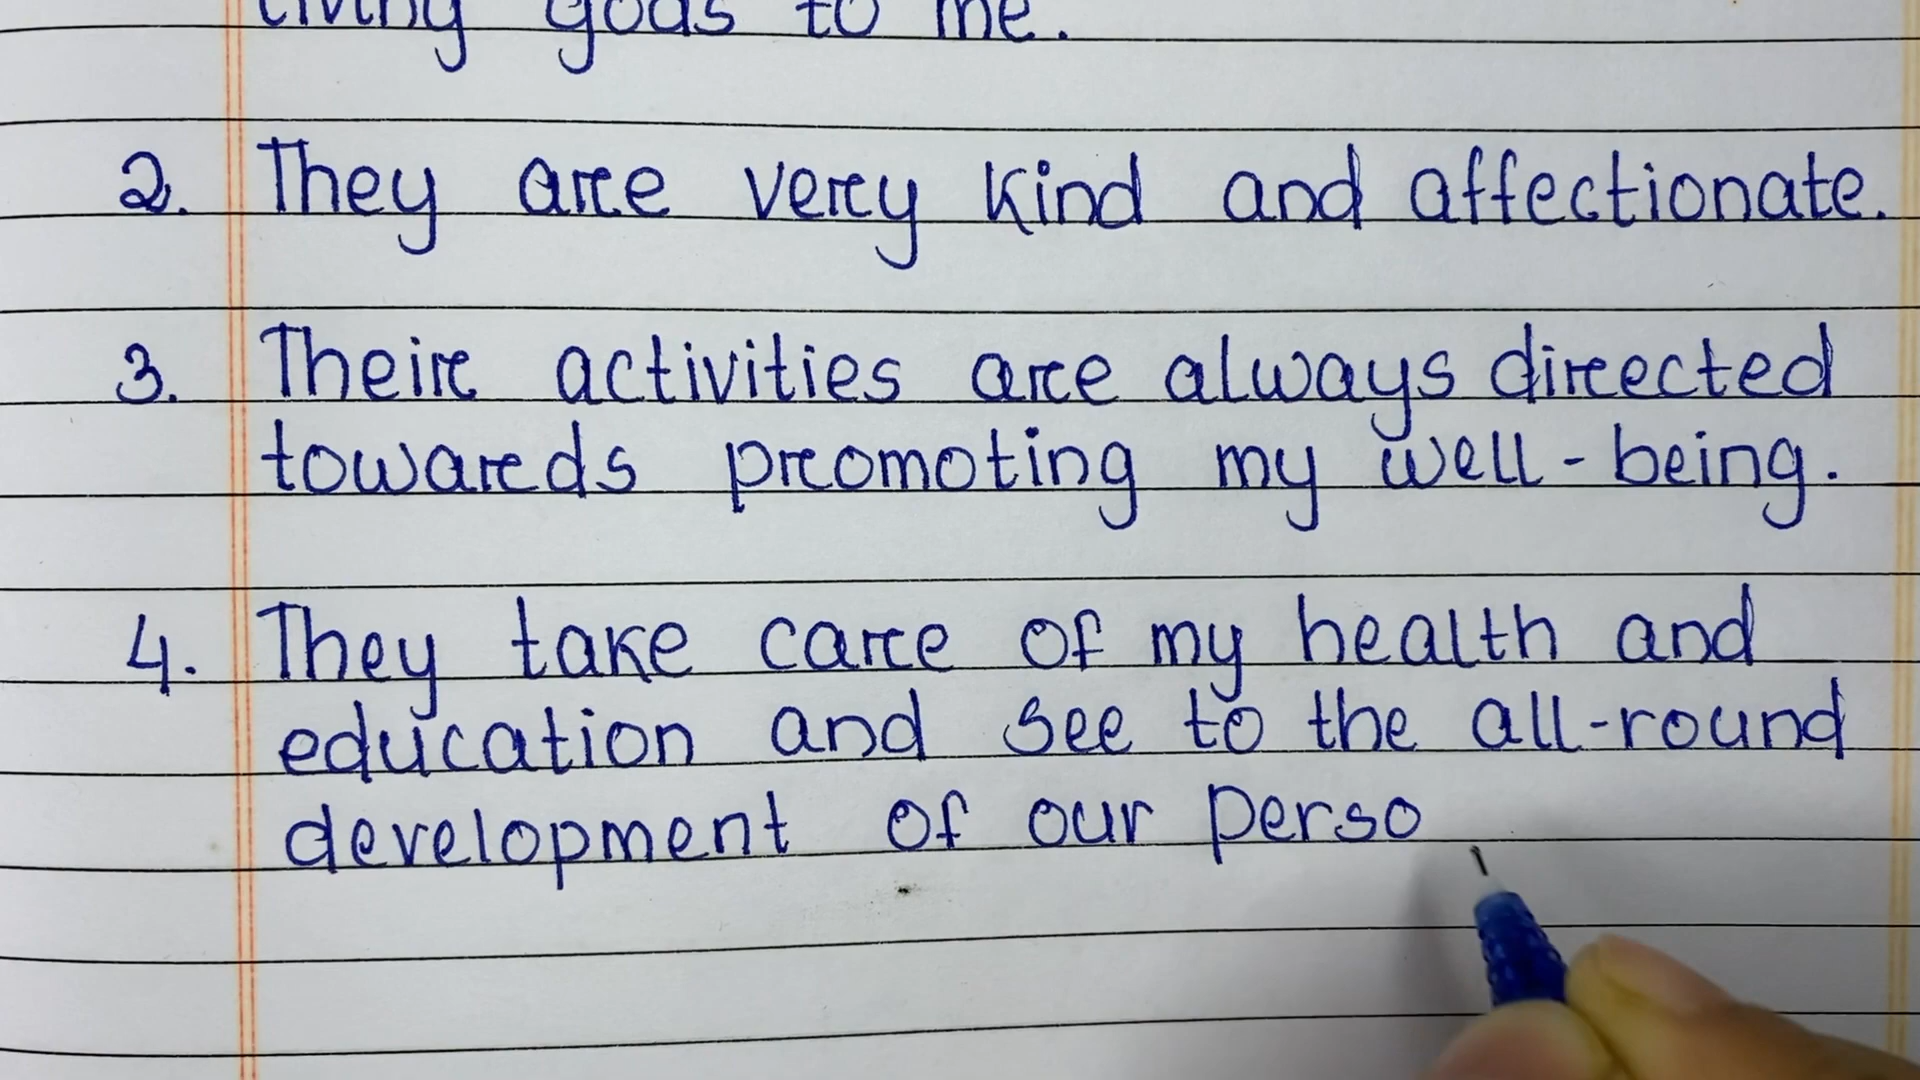 living gods to me.
2. They are very kind and affectionate.
3. Their activities are always directed
towards promoting my well-being.
4. They take care of my health and
education and see to the all-round
development of our perso